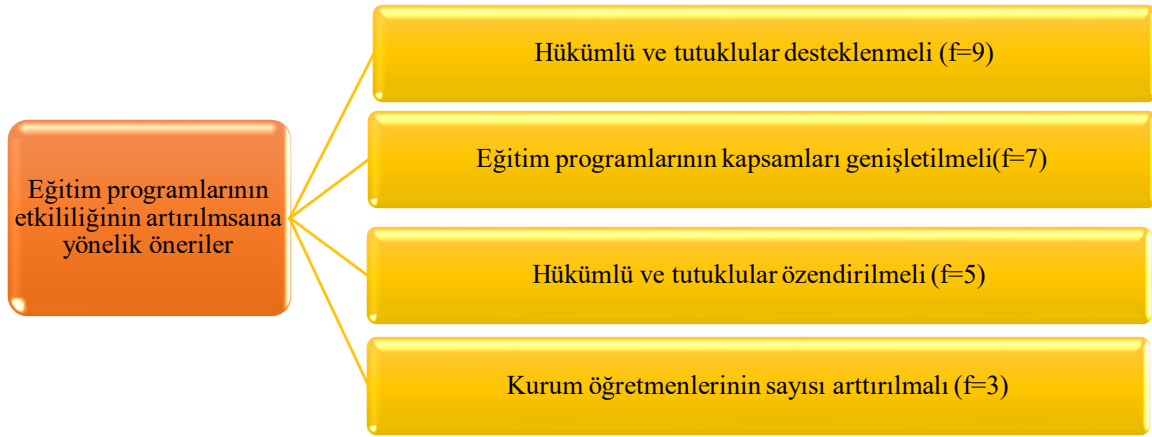 Hükümlü ve tutuklular desteklenmeli (f=9)
Eğitim programlarının kapsamları genişletilmeli(f=7)
Eğitim programlarının
etkililiğinin artırılmsaına
yönelik öneriler
Hükümlü ve tutuklular özendirilmeli (f=5)
Kurum öğretmenlerinin sayısı arttırılmalı (f=3)